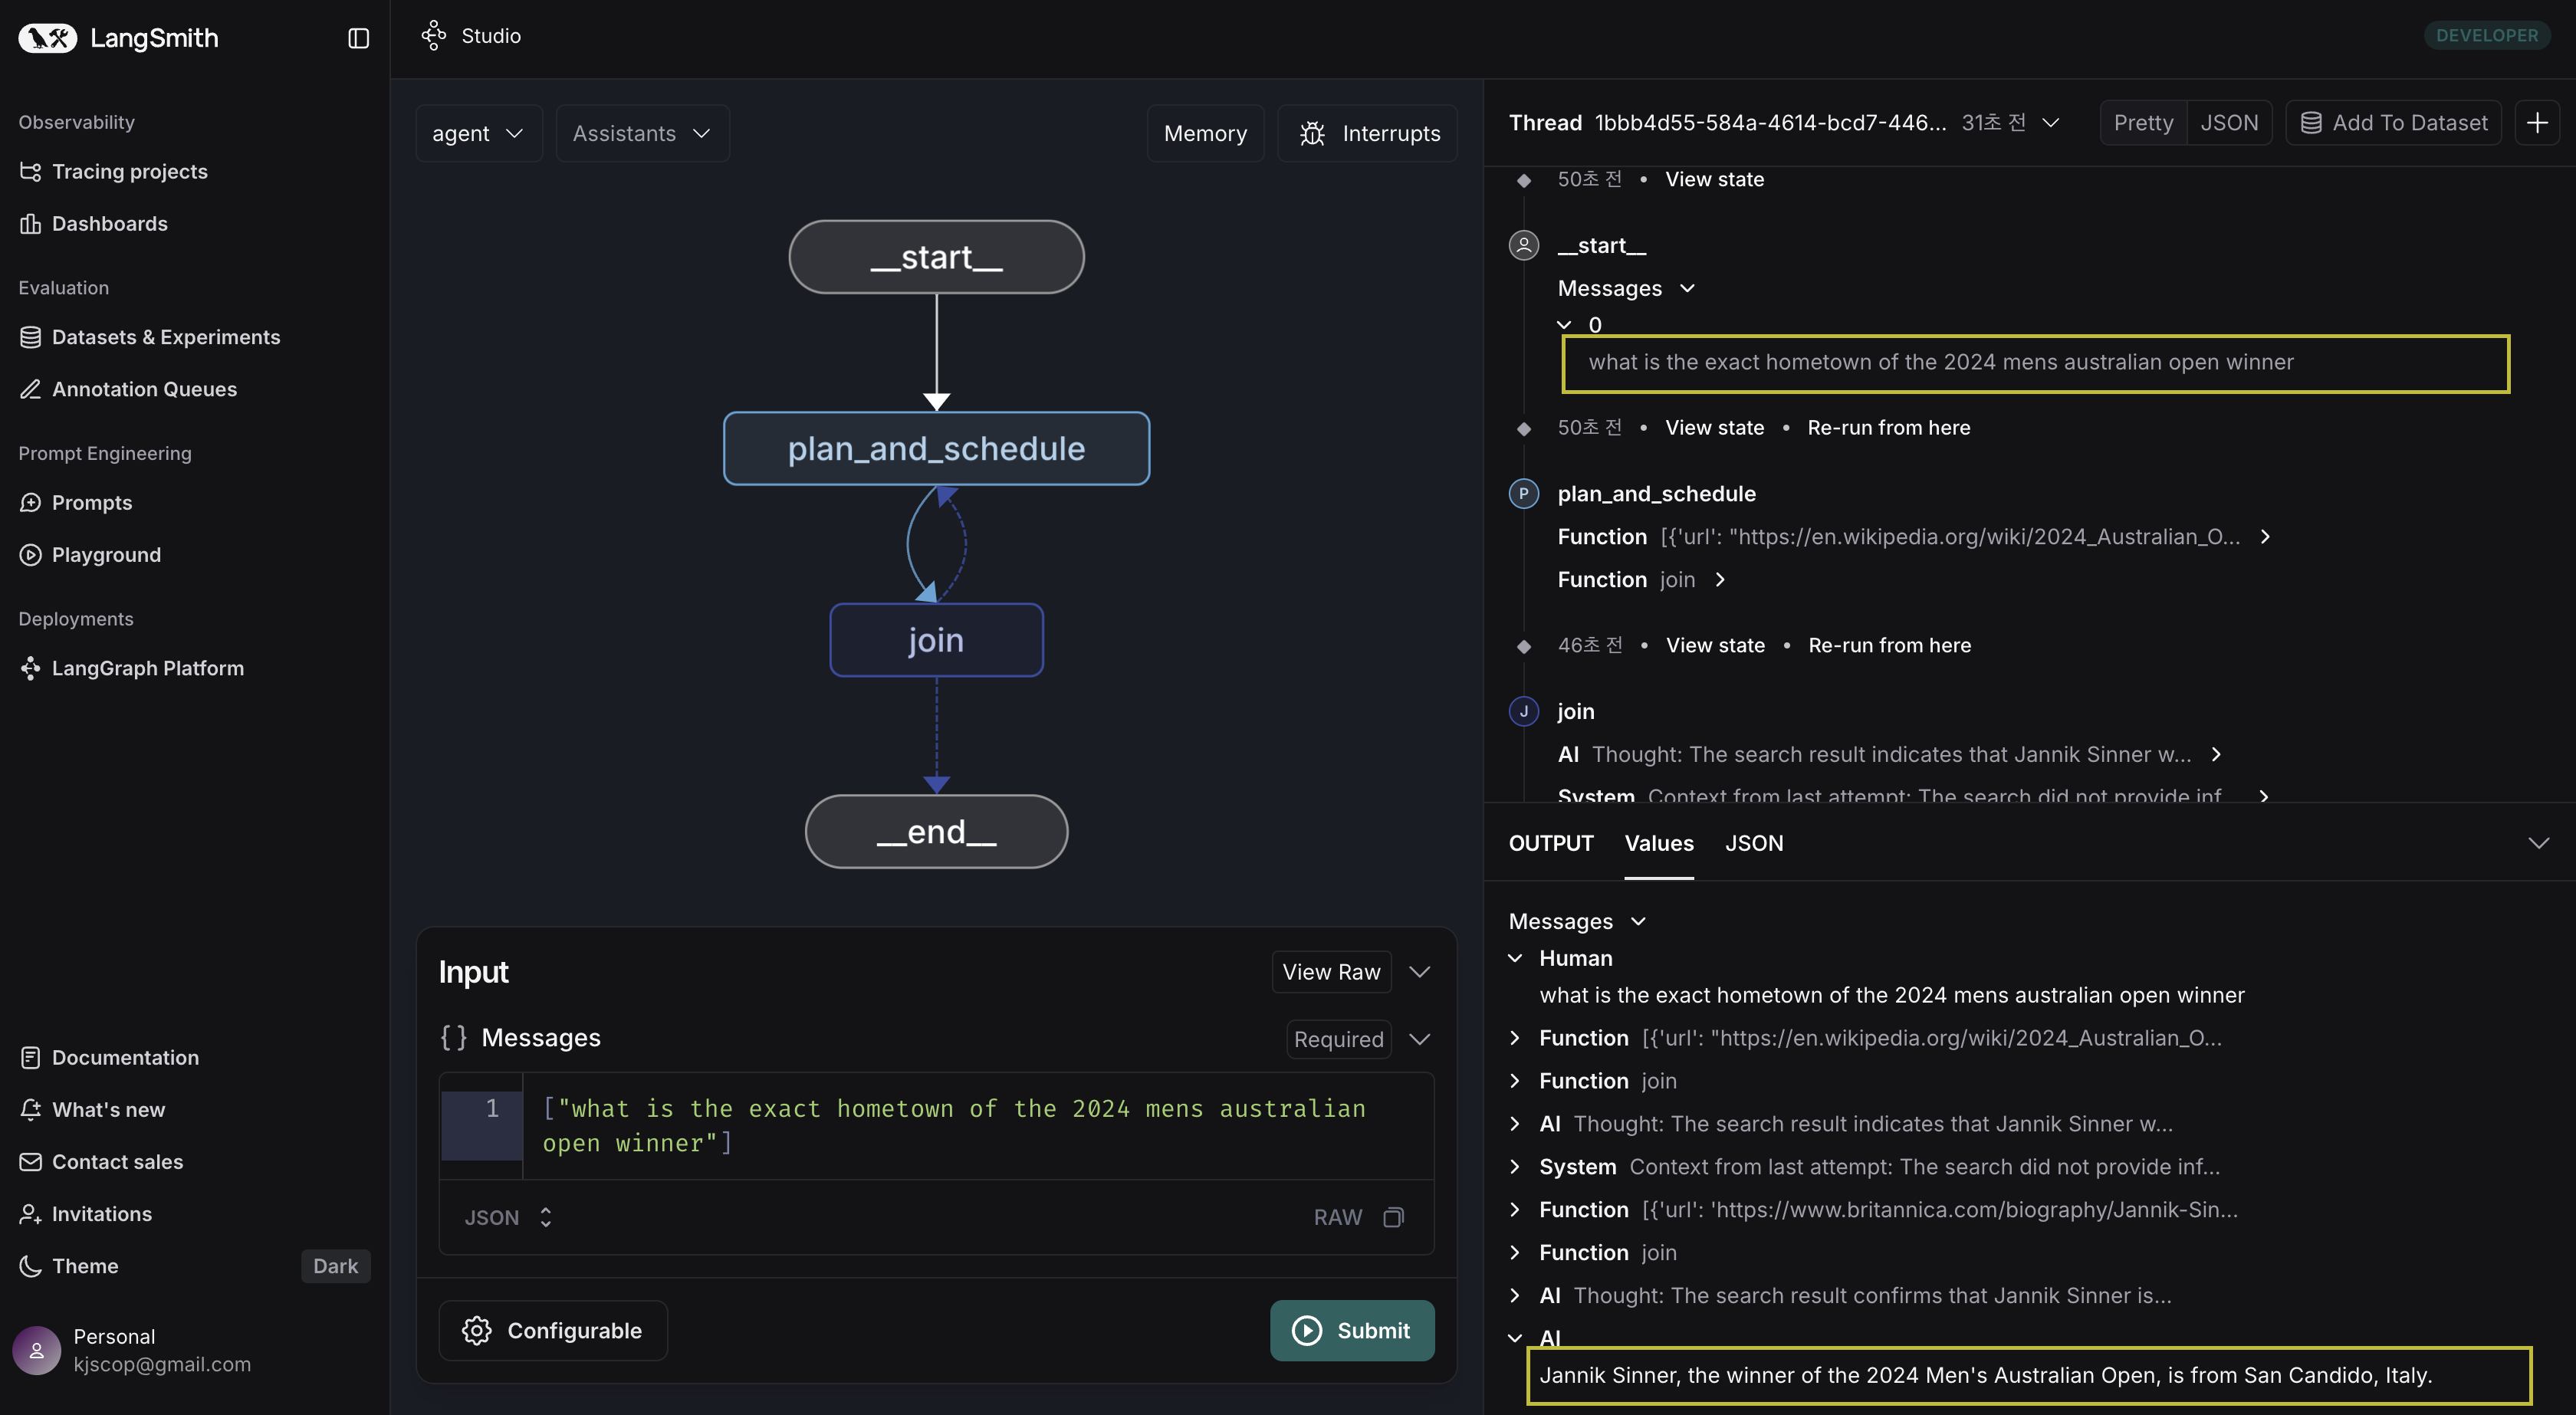 LangSmith
Observability
Tracing projects
Dashboards
Evaluation
Datasets & Experiments
Annotation Queues
Prompt Engineering
Prompts
Playground
Deployments
LangGraph Platform
Documentation
What's new
Contact sales
Invitations
Theme Dark
Personal
kjscop@gmail.com
Studio
DEVELOPER
agent
Assistants
Memory
Interrupts
__start__
plan_and_schedule
join
__end__
Input
View Raw
{ } Messages
Required
1 ["what is the exact hometown of the 2024 mens australian
open winner"]
JSON
RAW
Configurable
Submit
Thread 1bbb4d55-584a-4614-bcd7-446... 31초 전
Pretty JSON
Add To Dataset
50초 전 • View state
__start__
Messages
0
what is the exact hometown of the 2024 mens australian open winner
50초 전 • View state • Re-run from here
P plan_and_schedule
Function [{'url': "https://en.wikipedia.org/wiki/2024_Australian_O...
Function join
46초 전 • View state • Re-run from here
J join
AI Thought: The search result indicates that Jannik Sinner w...
System Context from last attempt: The search did not provide inf...
OUTPUT Values JSON
Messages
Human
what is the exact hometown of the 2024 mens australian open winner
Function [{'url': "https://en.wikipedia.org/wiki/2024_Australian_O...
Function join
AI Thought: The search result indicates that Jannik Sinner w...
System Context from last attempt: The search did not provide inf...
Function [{'url': 'https://www.britannica.com/biography/Jannik-Sin...
Function join
AI Thought: The search result confirms that Jannik Sinner is...
AI
Jannik Sinner, the winner of the 2024 Men's Australian Open, is from San Candido, Italy.